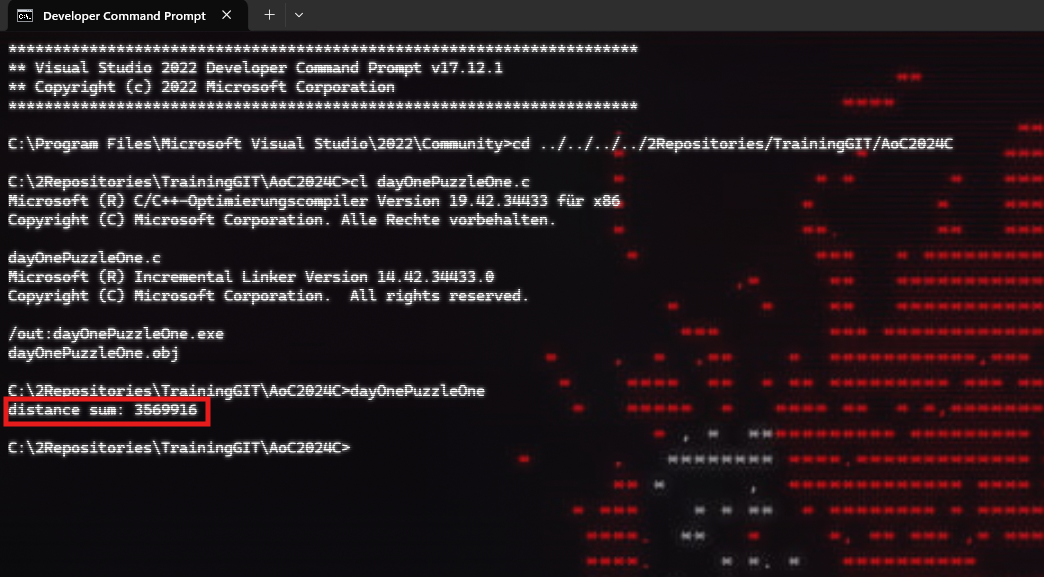 Developer Command Prompt
**********************************************************************
** Visual Studio 2022 Developer Command Prompt v17.12.1
** Copyright (c) 2022 Microsoft Corporation
**********************************************************************
C:\Program Files\Microsoft Visual Studio\2022\Community>cd ../../../../2Repositories/TrainingGIT/AoC2024C
C:\2Repositories\TrainingGIT\AoC2024C>cl dayOnePuzzleOne.c
Microsoft (R) C/C++-Optimierungscompiler Version 19.42.34433 für x86
Copyright (C) Microsoft Corporation. Alle Rechte vorbehalten.
dayOnePuzzleOne.c
Microsoft (R) Incremental Linker Version 14.42.34433.0
Copyright (C) Microsoft Corporation.  All rights reserved.
/out:dayOnePuzzleOne.exe
dayOnePuzzleOne.obj
C:\2Repositories\TrainingGIT\AoC2024C>dayOnePuzzleOne
distance sum: 3569916
C:\2Repositories\TrainingGIT\AoC2024C>